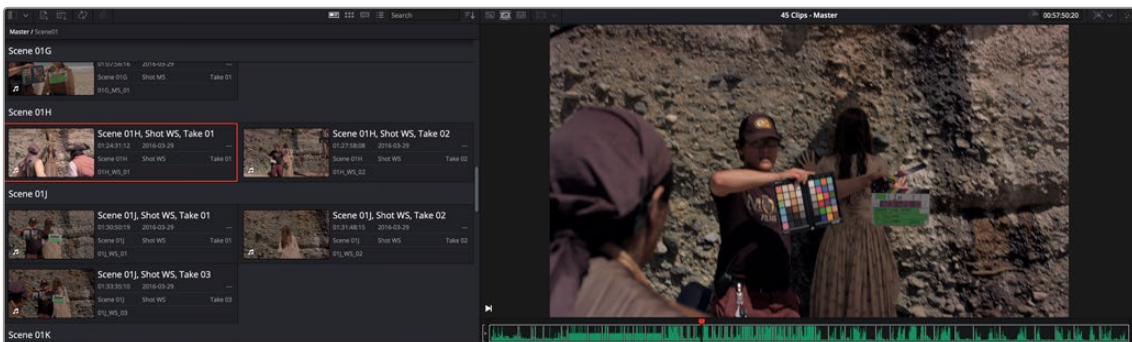 Search
45 Clips - Master
00:57:50:20
Master / Scene01
Scene 01G
01:07:56:16 2016-03-29
Scene 01G Shot MS Take 01
01G_MS_01
Scene 01H
Scene 01H, Shot WS, Take 01
01:24:31:12 2016-03-29
Scene 01H Shot WS Take 01
01H_WS_01
Scene 01H, Shot WS, Take 02
01:27:58:08 2016-03-29
Scene 01H Shot WS Take 02
01H_WS_02
Scene 01J
Scene 01J, Shot WS, Take 01
01:30:50:19 2016-03-29
Scene 01J Shot WS Take 01
01J_WS_01
Scene 01J, Shot WS, Take 02
01:31:48:15 2016-03-29
Scene 01J Shot WS Take 02
01J_WS_02
Scene 01J, Shot WS, Take 03
01:33:35:10 2016-03-29
Scene 01J Shot WS Take 03
01J_WS_03
Scene 01K